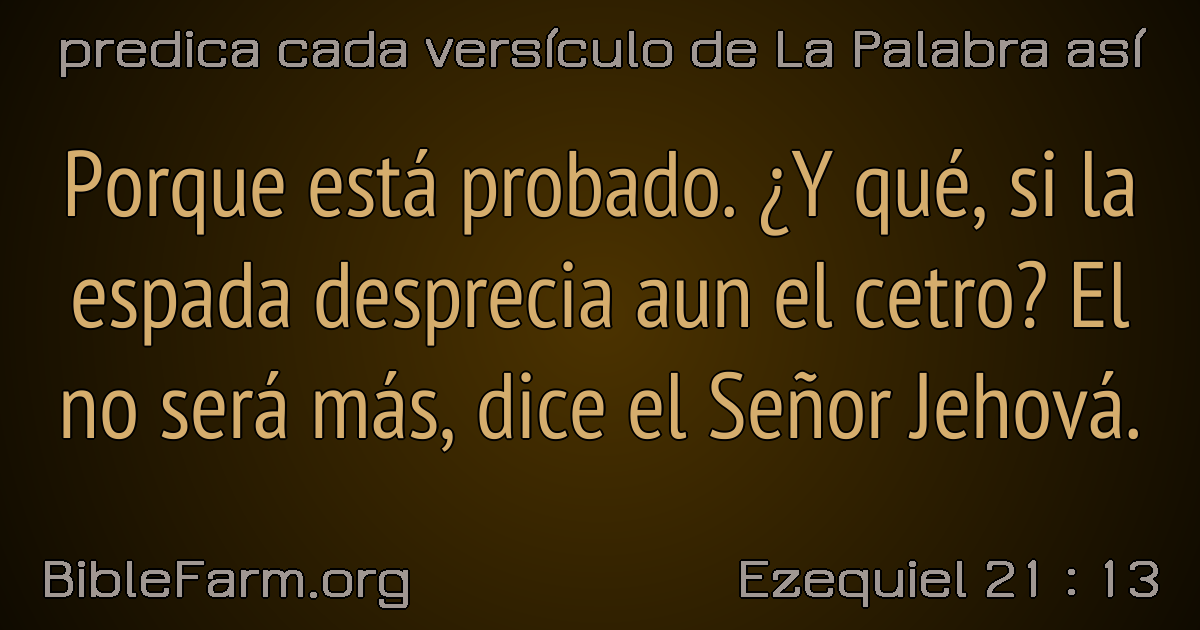 predica cada versículo de La Palabra así
Porque está probado. ¿Y qué, si la
espada desprecia aun el cetro? El
no será más, dice el Señor Jehová.
BibleFarm.org
Ezequiel 21 : 13